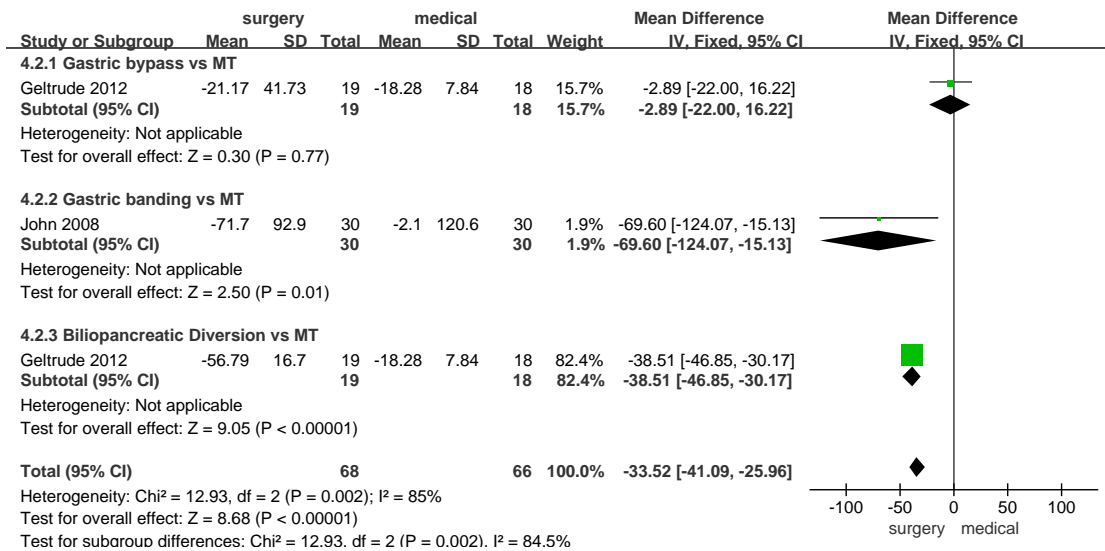 surgery medical Mean Difference Mean Difference
Study or Subgroup Mean SD Total Mean SD Total Weight IV, Fixed, 95% CI IV, Fixed, 95% CI
4.2.1 Gastric bypass vs MT
Geltrude 2012 -21.17 41.73 19 -18.28 7.84 18 15.7% -2.89 [-22.00, 16.22]
Subtotal (95% CI) 19 18 15.7% -2.89 [-22.00, 16.22]
Heterogeneity: Not applicable
Test for overall effect: Z = 0.30 (P = 0.77)
4.2.2 Gastric banding vs MT
John 2008 -71.7 92.9 30 -2.1 120.6 30 1.9% -69.60 [-124.07, -15.13]
Subtotal (95% CI) 30 30 1.9% -69.60 [-124.07, -15.13]
Heterogeneity: Not applicable
Test for overall effect: Z = 2.50 (P = 0.01)
4.2.3 Biliopancreatic Diversion vs MT
Geltrude 2012 -56.79 16.7 19 -18.28 7.84 18 82.4% -38.51 [-46.85, -30.17]
Subtotal (95% CI) 19 18 82.4% -38.51 [-46.85, -30.17]
Heterogeneity: Not applicable
Test for overall effect: Z = 9.05 (P < 0.00001)
Total (95% CI) 68 66 100.0% -33.52 [-41.09, -25.96]
Heterogeneity: Chi² = 12.93, df = 2 (P = 0.002); I² = 85%
Test for overall effect: Z = 8.68 (P < 0.00001)
Test for subgroup differences: Chi² = 12.93, df = 2 (P = 0.002), I² = 84.5%
-100 -50 0 50 100
surgery medical